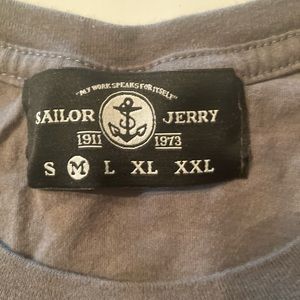 "MY WORK SPEAKS FOR ITSELF"
SAILOR JERRY
1911 1973
S M L XL XXL